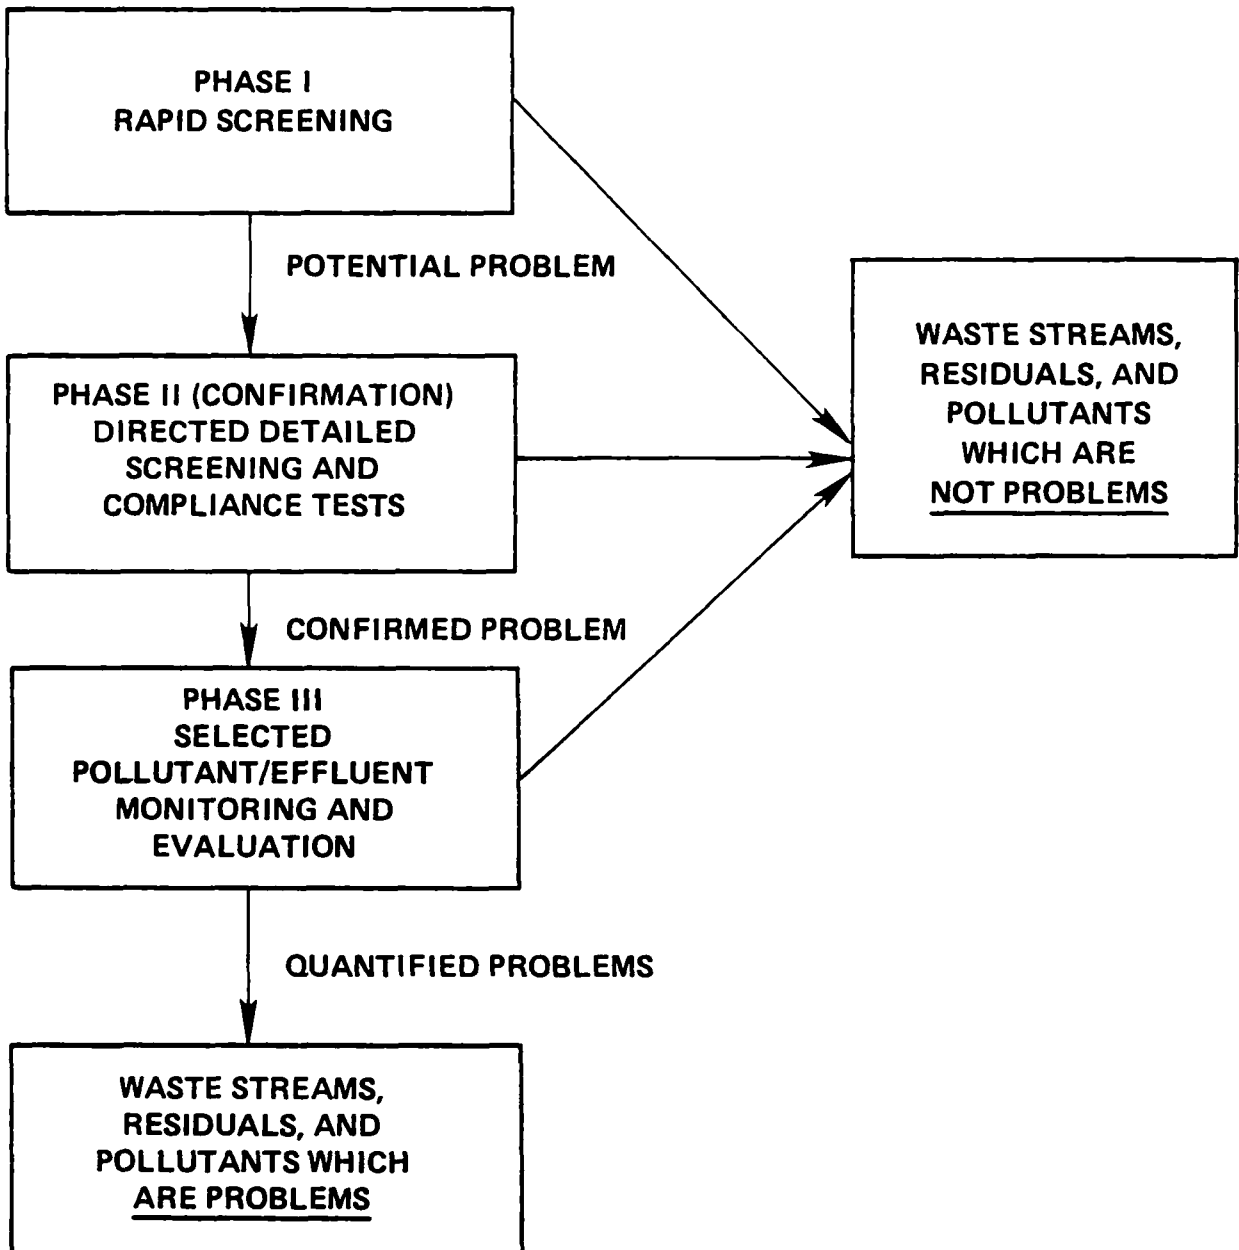 PHASE I
RAPID SCREENING
POTENTIAL PROBLEM
PHASE II (CONFIRMATION)
DIRECTED DETAILED
SCREENING AND
COMPLIANCE TESTS
WASTE STREAMS,
RESIDUALS, AND
POLLUTANTS
WHICH ARE
NOT PROBLEMS
CONFIRMED PROBLEM
PHASE III
SELECTED
POLLUTANT/EFFLUENT
MONITORING AND
EVALUATION
QUANTIFIED PROBLEMS
WASTE STREAMS,
RESIDUALS, AND
POLLUTANTS WHICH
ARE PROBLEMS